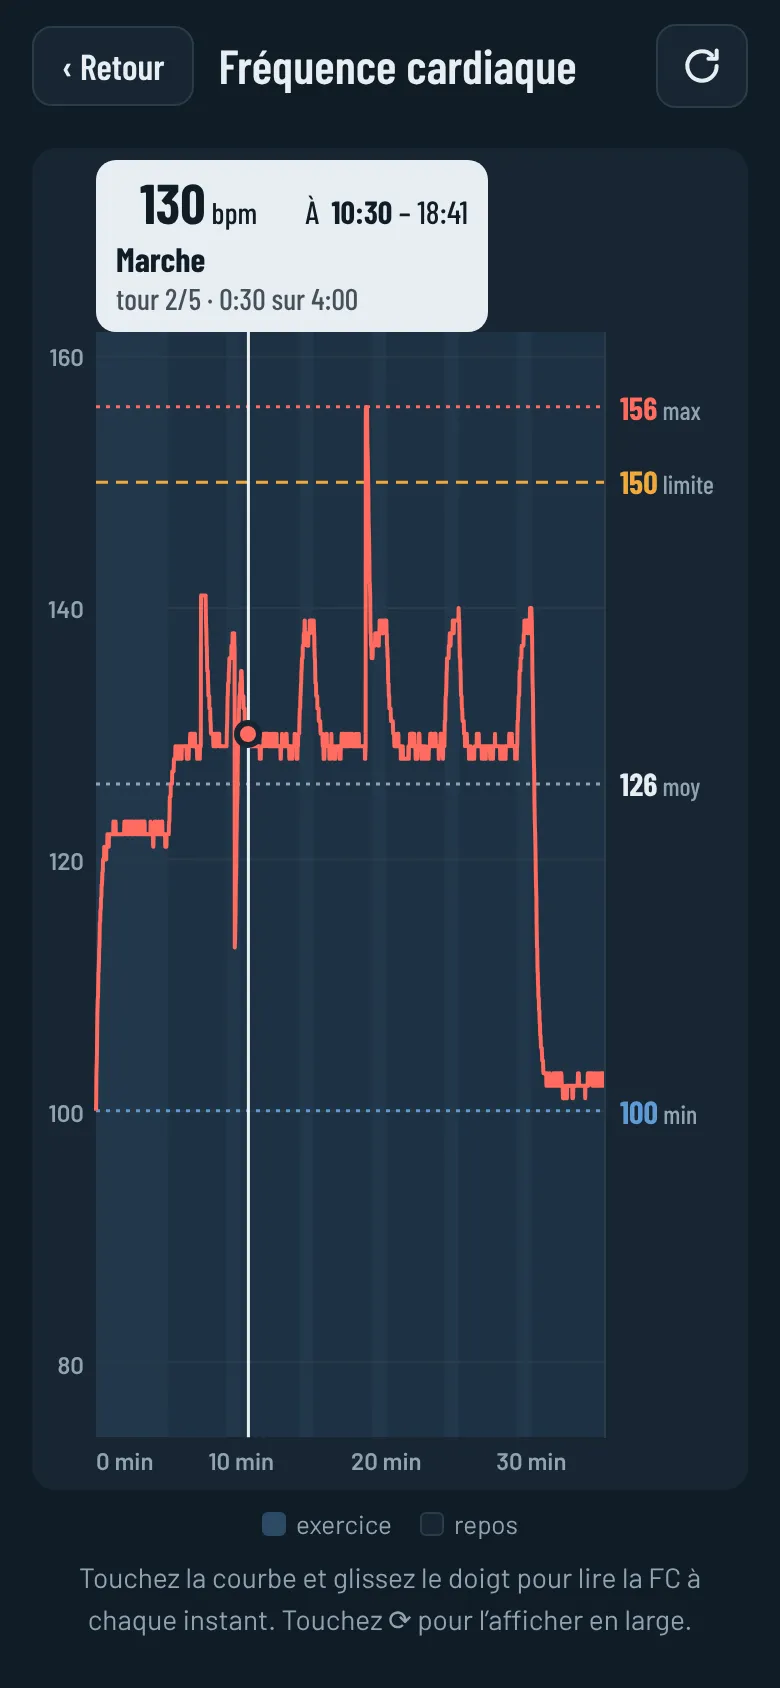 ‹ Retour
Fréquence cardiaque
130 bpm À 10:30 – 18:41
Marche
tour 2/5 · 0:30 sur 4:00
160
156 max
150 limite
140
126 moy
120
100
100 min
80
0 min 10 min 20 min 30 min
exercice repos
Touchez la courbe et glissez le doigt pour lire la FC à
chaque instant. Touchez ⟳ pour l’afficher en large.